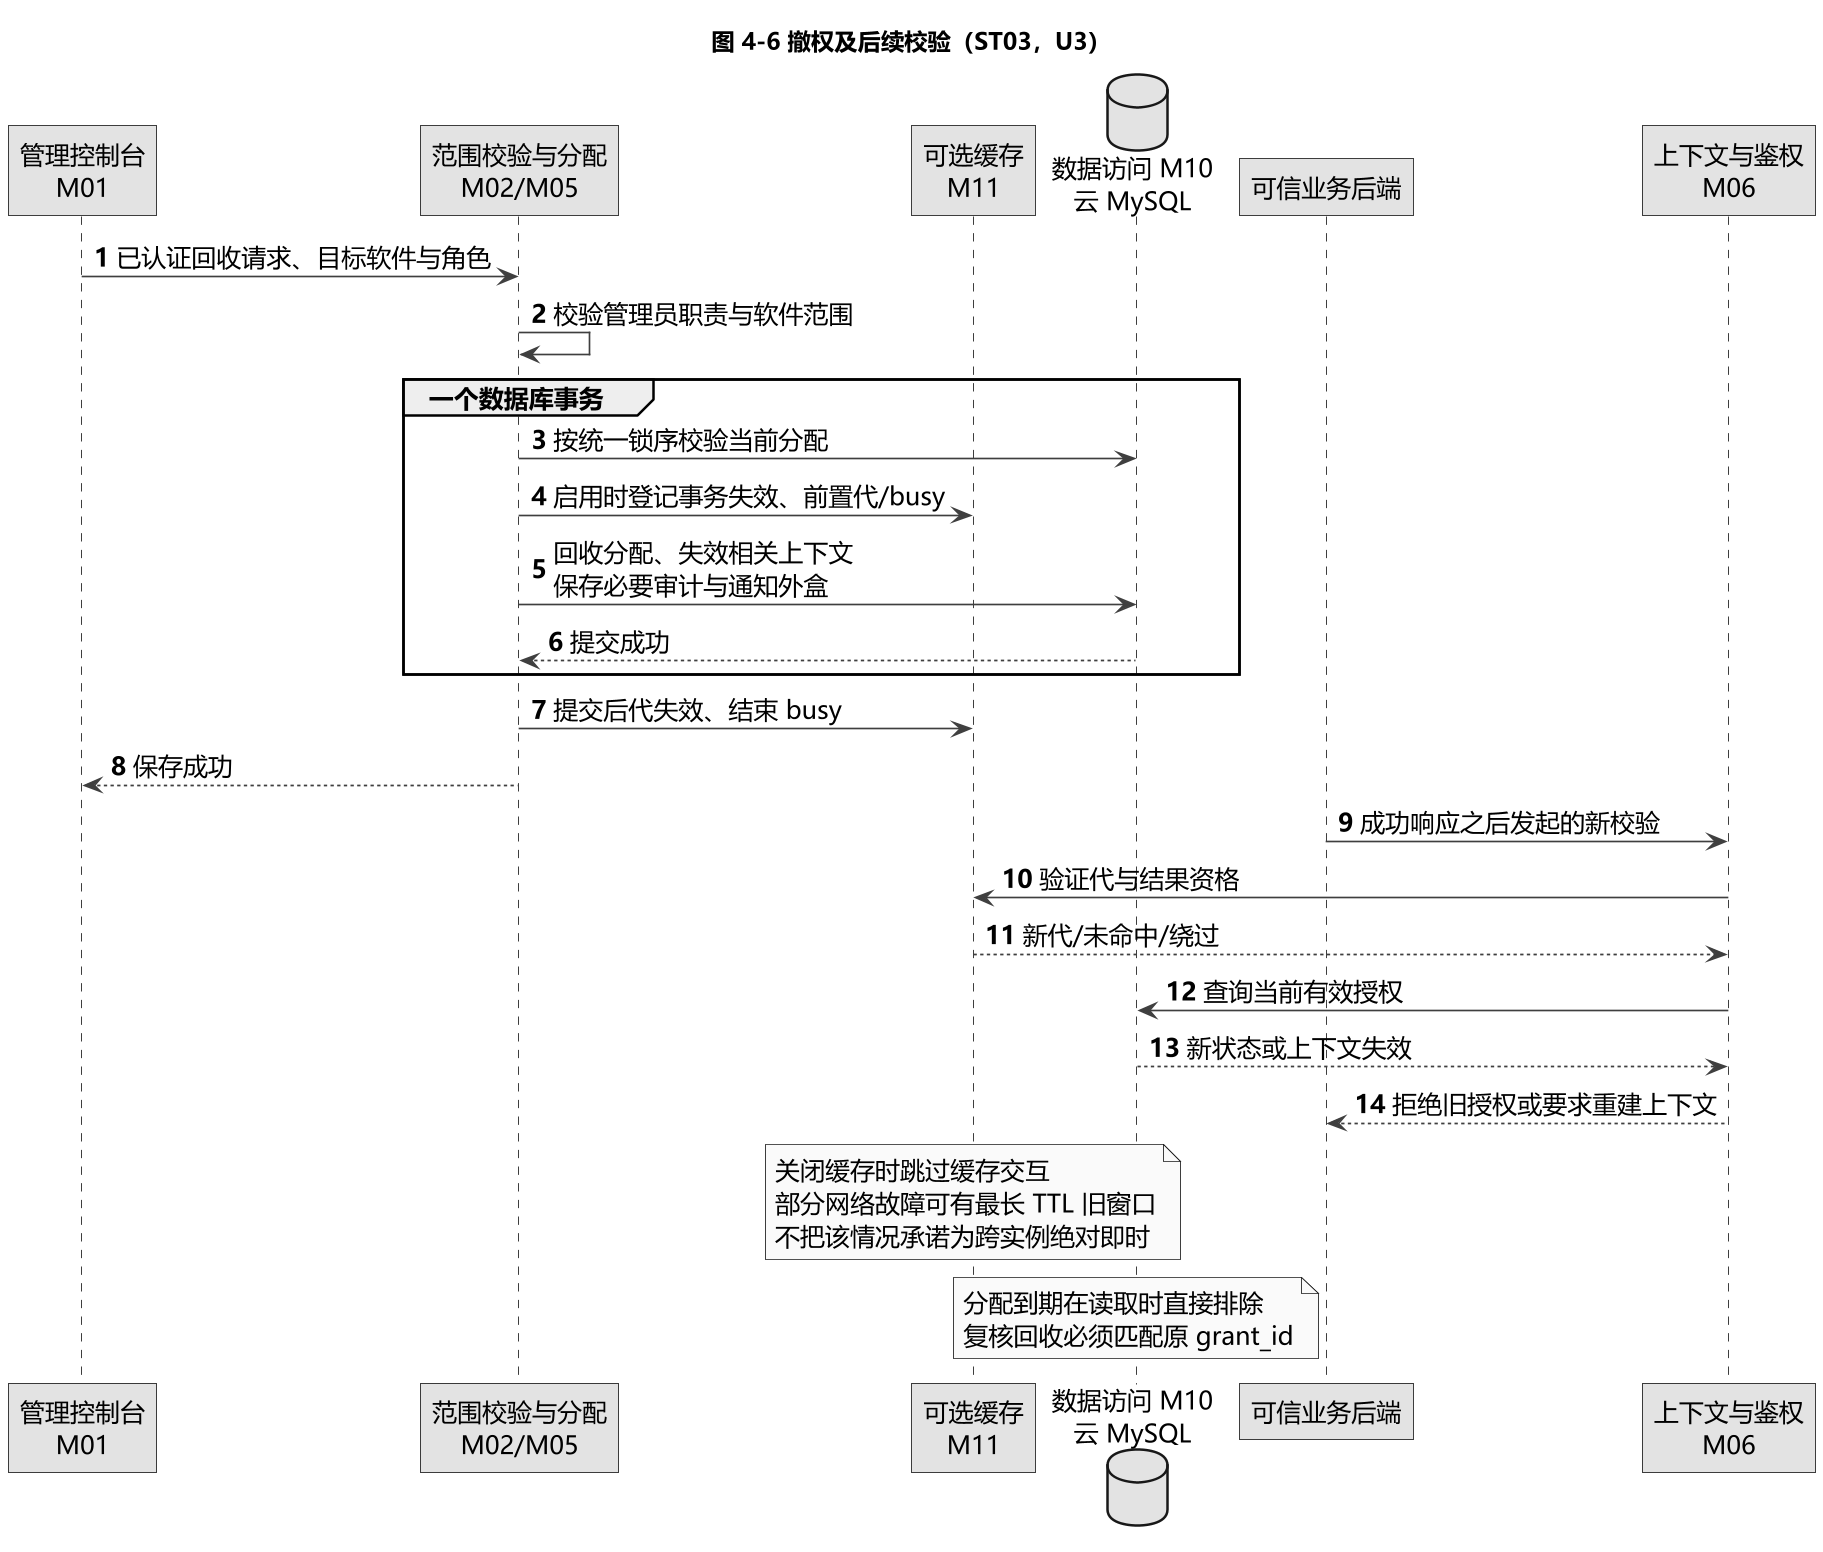 图 4-6 撤权及后续校验（ST03，U3）
管理控制台
M01
范围校验与分配
M02/M05
可选缓存
M11
数据访问 M10
云 MySQL
可信业务后端
上下文与鉴权
M06
1 已认证回收请求、目标软件与角色
2 校验管理员职责与软件范围
一个数据库事务
3 按统一锁序校验当前分配
4 启用时登记事务失效、前置代/busy
5 回收分配、失效相关上下文
保存必要审计与通知外盒
6 提交成功
7 提交后代失效、结束 busy
8 保存成功
9 成功响应之后发起的新校验
10 验证代与结果资格
11 新代/未命中/绕过
12 查询当前有效授权
13 新状态或上下文失效
14 拒绝旧授权或要求重建上下文
关闭缓存时跳过缓存交互
部分网络故障可有最长 TTL 旧窗口
不把该情况承诺为跨实例绝对即时
分配到期在读取时直接排除
复核回收必须匹配原 grant_id
管理控制台
M01
范围校验与分配
M02/M05
可选缓存
M11
数据访问 M10
云 MySQL
可信业务后端
上下文与鉴权
M06